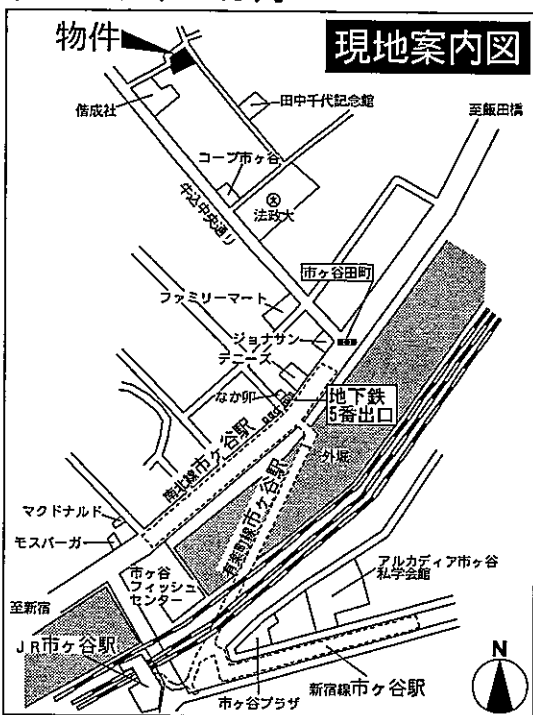 物件
現地案内図
偕成社
田中千代記念館
至飯田橋
コープ市ヶ谷
牛込中央通り
法政大
市ヶ谷田町
ファミリーマート
ジョナサン
デニーズ
なか卯
地下鉄
5番出口
南北線市ヶ谷駅
外堀
有楽町線市ヶ谷駅
マクドナルド
モスバーガー
市ヶ谷
フィッシュ
センター
アルカディア市ヶ谷
私学会館
至新宿
JR市ヶ谷駅
市ヶ谷プラザ
新宿線市ヶ谷駅
N